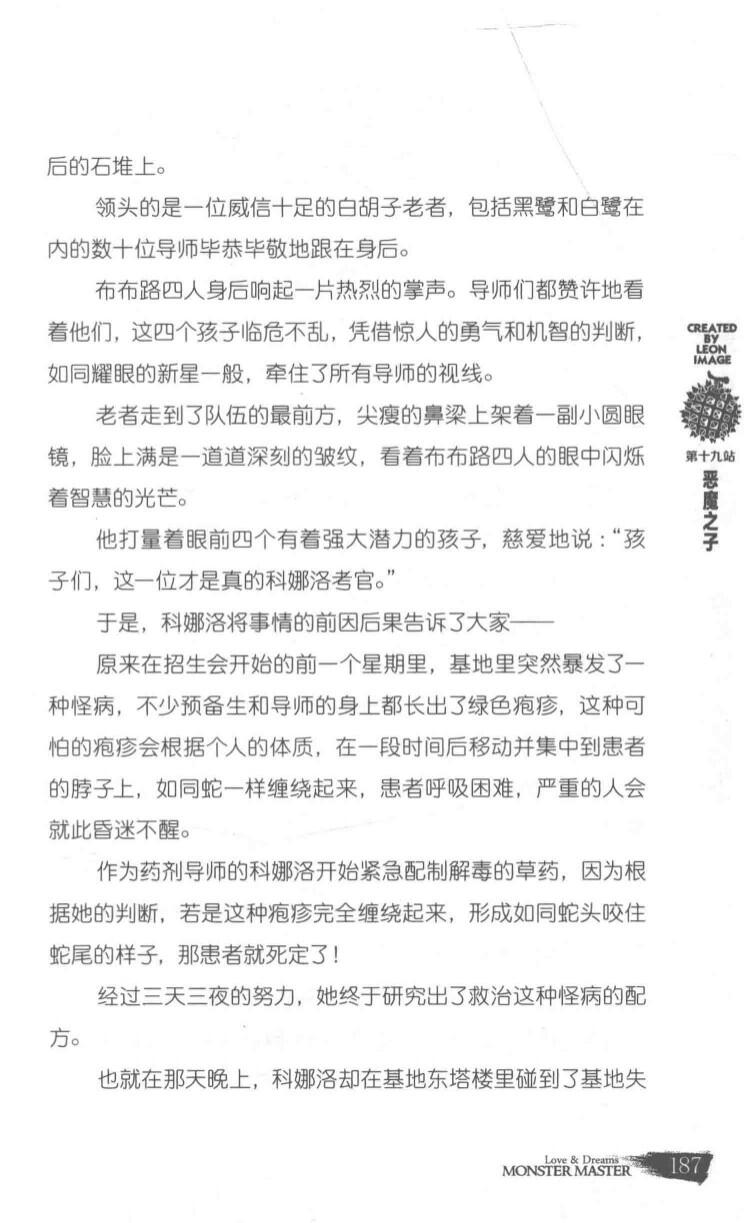 后的石堆上。
领头的是一位威信十足的白胡子老者，包括黑鹭和白鹭在
内的数十位导师毕恭毕敬地跟在身后。
布布路四人身后响起一片热烈的掌声。导师们都赞许地看
着他们，这四个孩子临危不乱，凭借惊人的勇气和机智的判断，
如同耀眼的新星一般，牵住了所有导师的视线。
老者走到了队伍的最前方，尖瘦的鼻梁上架着一副小圆眼
镜，脸上满是一道道深刻的皱纹，看着布布路四人的眼中闪烁
着智慧的光芒。
他打量着眼前四个有着强大潜力的孩子，慈爱地说：“孩
子们，这一位才是真的科娜洛考官。”
于是，科娜洛将事情的前因后果告诉了大家——
原来在招生会开始的前一个星期里，基地里突然暴发了一
种怪病，不少预备生和导师的身上都长出了绿色疱疹，这种可
怕的疱疹会根据个人的体质，在一段时间后移动并集中到患者
的脖子上，如同蛇一样缠绕起来，患者呼吸困难，严重的人会
就此昏迷不醒。
作为药剂导师的科娜洛开始紧急配制解毒的草药，因为根
据她的判断，若是这种疱疹完全缠绕起来，形成如同蛇头咬住
蛇尾的样子，那患者就死定了！
经过三天三夜的努力，她终于研究出了救治这种怪病的配
方。
也就在那天晚上，科娜洛却在基地东塔楼里碰到了基地失
CREATED
BY
LEON
IMAGE
第十九站
恶魔之子
Love & Dreams
MONSTER MASTER
187